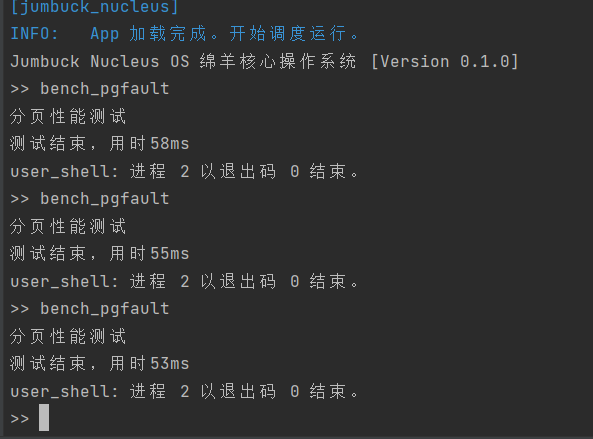 [jumbuck_nucleus]
INFO:   App 加载完成。开始调度运行。
Jumbuck Nucleus OS 绵羊核心操作系统 [Version 0.1.0]
>> bench_pgfault
分页性能测试
测试结束，用时58ms
user_shell: 进程 2 以退出码 0 结束。
>> bench_pgfault
分页性能测试
测试结束，用时55ms
user_shell: 进程 2 以退出码 0 结束。
>> bench_pgfault
分页性能测试
测试结束，用时53ms
user_shell: 进程 2 以退出码 0 结束。
>>